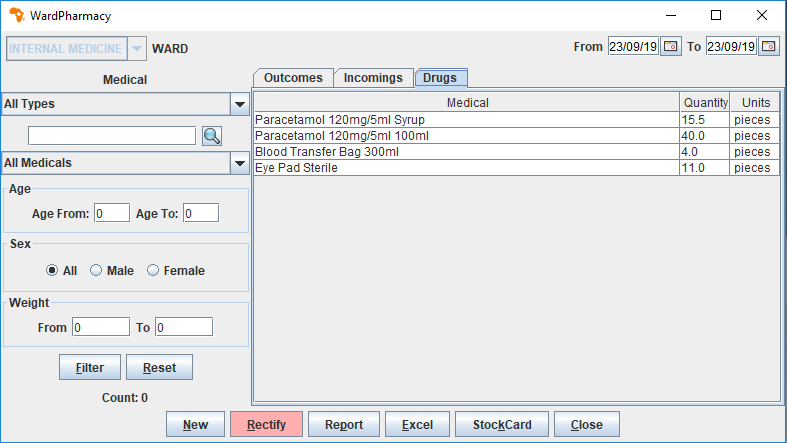 WardPharmacy
INTERNAL MEDICINE WARD
From 23/09/19 To 23/09/19
Medical
All Types
All Medicals
Age
Age From: 0 Age To: 0
Sex
All Male Female
Weight
From 0 To 0
Filter Reset
Count: 0
Outcomes Incomings Drugs
Medical Quantity Units
Paracetamol 120mg/5ml Syrup 15.5 pieces
Paracetamol 120mg/5ml 100ml 40.0 pieces
Blood Transfer Bag 300ml 4.0 pieces
Eye Pad Sterile 11.0 pieces
New Rectify Report Excel StockCard Close